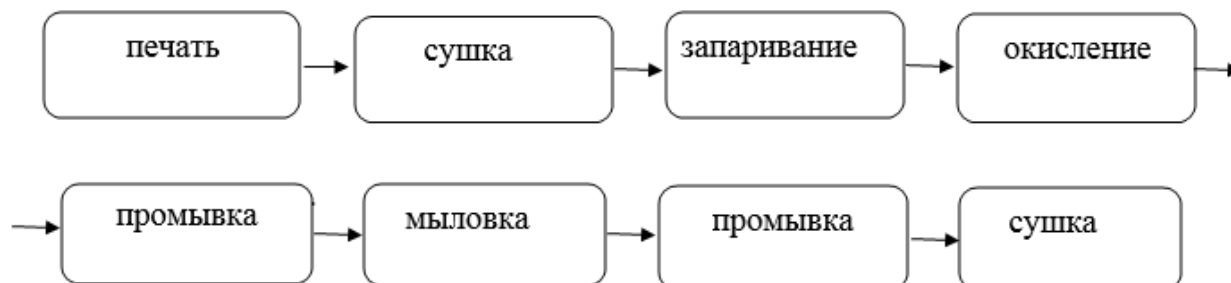 печать сушка запаривание окисление
промывка мыловка промывка сушка